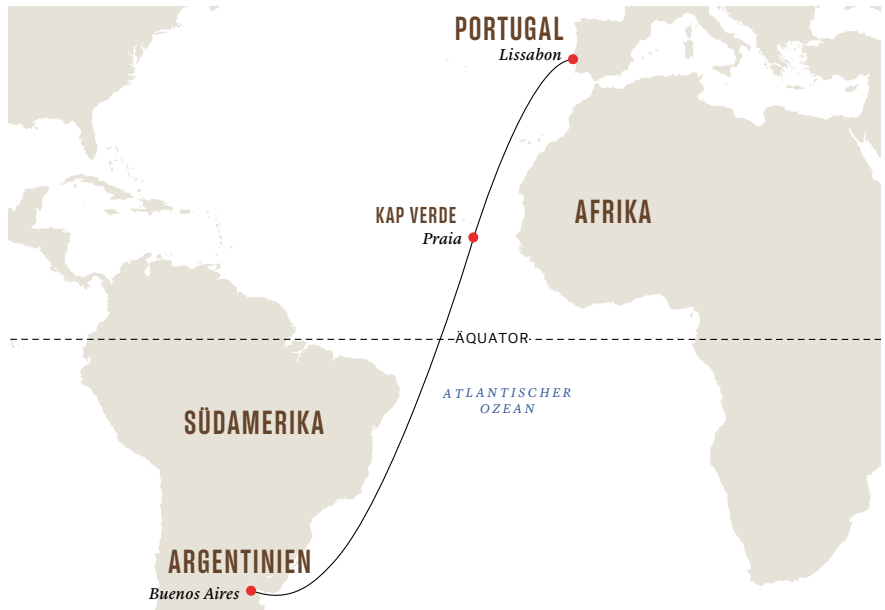 PORTUGAL
Lissabon
KAP VERDE
Praia
AFRIKA
ÄQUATOR
ATLANTISCHER
OZEAN
SÜDAMERIKA
ARGENTINIEN
Buenos Aires